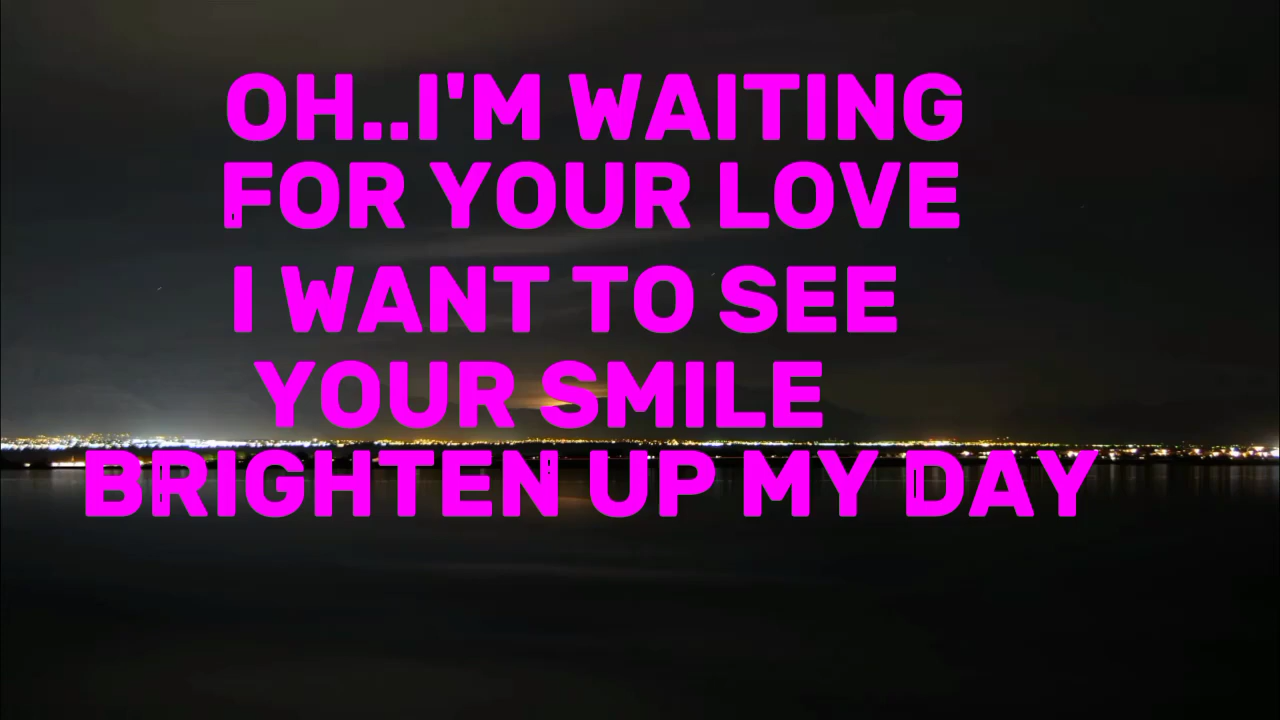 OH..I'M WAITING
FOR YOUR LOVE
I WANT TO SEE
YOUR SMILE
BRIGHTEN UP MY DAY